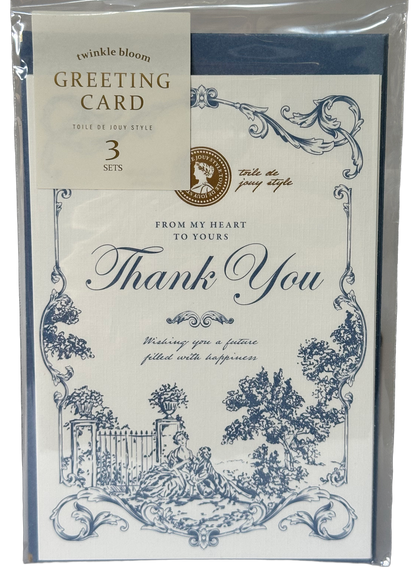 twinkle bloom
GREETING
CARD
TOILE DE JOUY STYLE
3
SETS
toile de
jouy style
FROM MY HEART
TO YOURS
Thank You
Wishing you a future
filled with happiness